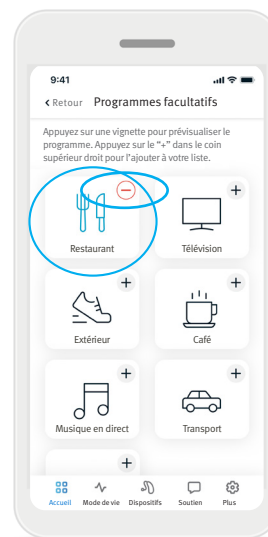 9:41
Retour Programmes facultatifs
Appuyez sur une vignette pour prévisualiser le
programme. Appuyez sur le “+” dans le coin
supérieur droit pour l’ajouter à votre liste.
Restaurant Télévision
Extérieur Café
Musique en direct Transport
Accueil Mode de vie Dispositifs Soutien Plus